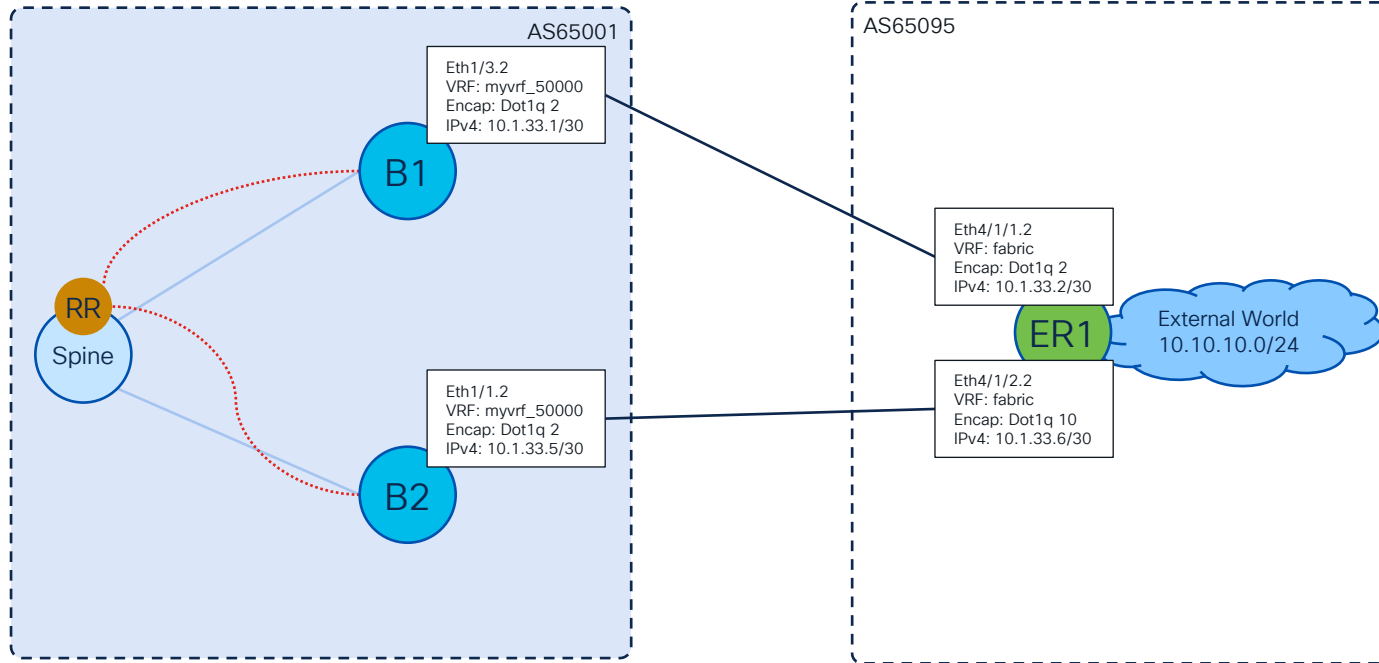 AS65001
AS65095
Eth1/3.2
VRF: myvrf_50000
Encap: Dot1q 2
IPv4: 10.1.33.1/30
B1
Eth4/1/1.2
VRF: fabric
Encap: Dot1q 2
IPv4: 10.1.33.2/30
RR
Spine
ER1
External World
10.10.10.0/24
Eth1/1.2
VRF: myvrf_50000
Encap: Dot1q 2
IPv4: 10.1.33.5/30
Eth4/1/2.2
VRF: fabric
Encap: Dot1q 10
IPv4: 10.1.33.6/30
B2